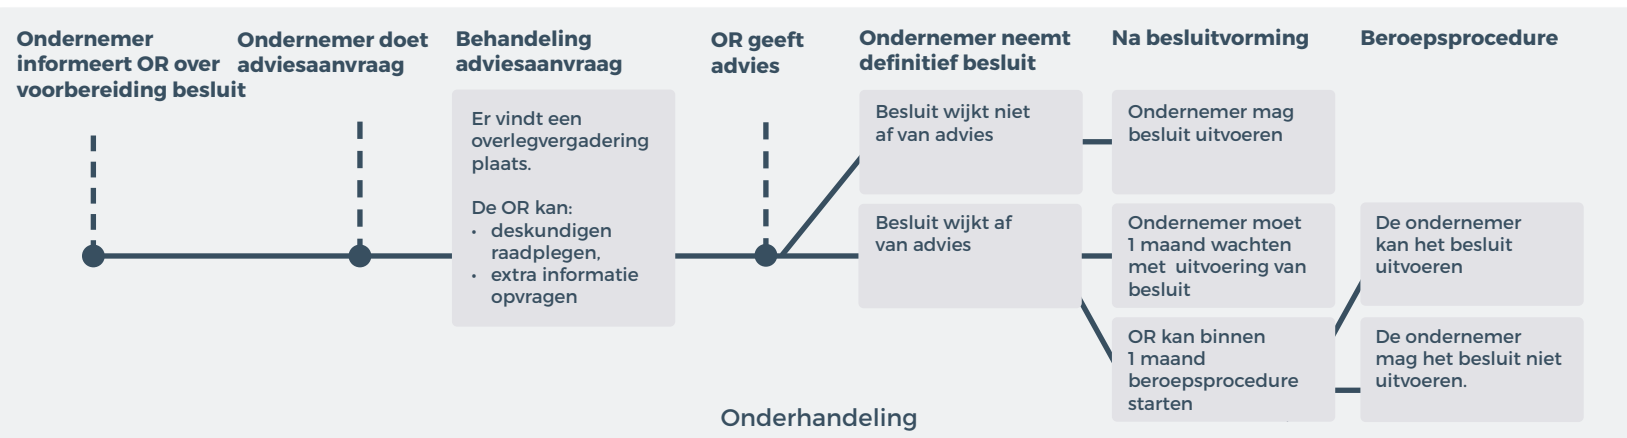 Ondernemer
informeert OR over
voorbereiding besluit
Ondernemer doet
adviesaanvraag
Behandeling
adviesaanvraag
Er vindt een
overlegvergadering
plaats.
De OR kan:
• deskundigen
raadplegen,
• extra informatie
opvragen
OR geeft
advies
Ondernemer neemt
definitief besluit
Besluit wijkt niet
af van advies
Besluit wijkt af
van advies
Na besluitvorming
Ondernemer mag
besluit uitvoeren
Ondernemer moet
1 maand wachten
met uitvoering van
besluit
OR kan binnen
1 maand
beroepsprocedure
starten
Beroepsprocedure
De ondernemer
kan het besluit
uitvoeren
De ondernemer
mag het besluit niet
uitvoeren.
Onderhandeling